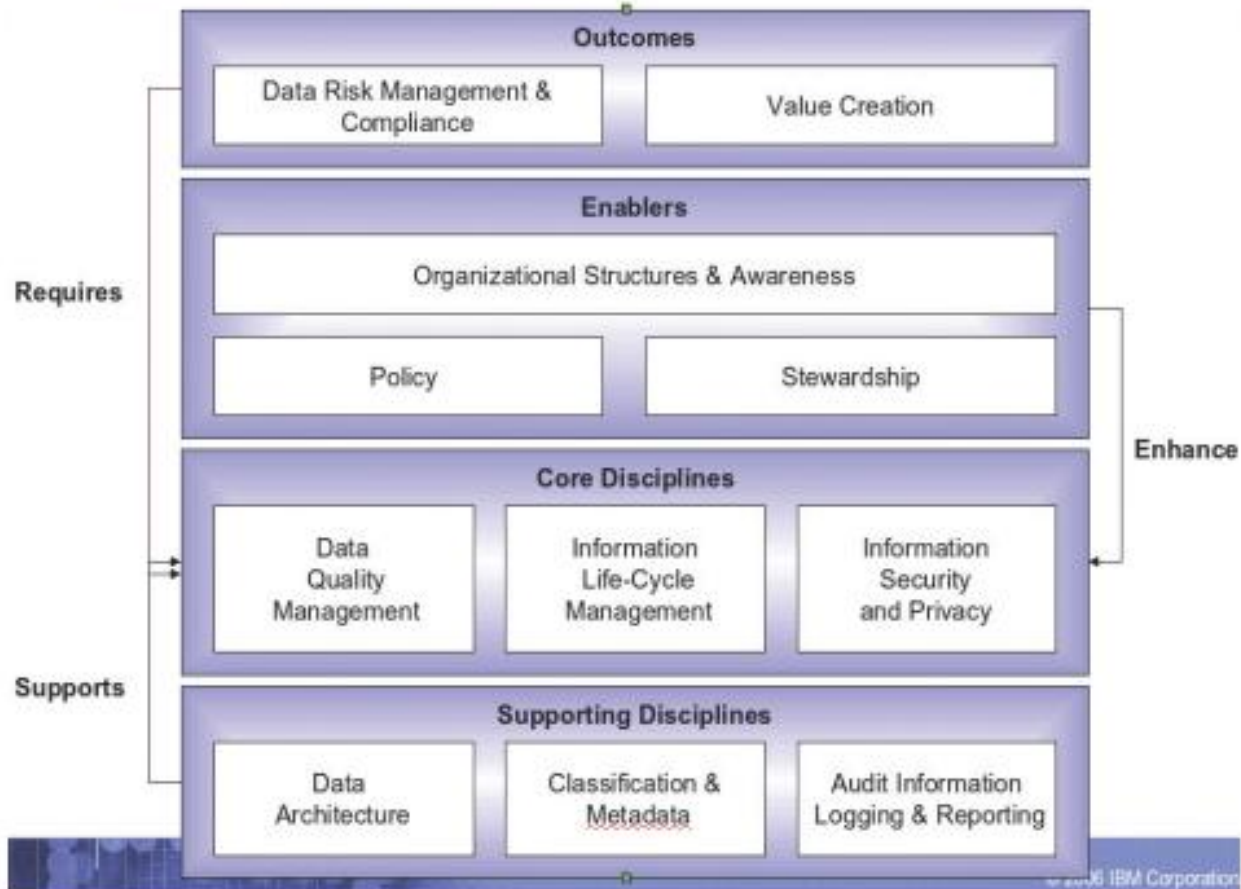 Outcomes
Data Risk Management &
Compliance
Value Creation
Enablers
Organizational Structures & Awareness
Policy
Stewardship
Requires
Enhance
Core Disciplines
Data
Quality
Management
Information
Life-Cycle
Management
Information
Security
and Privacy
Supports
Supporting Disciplines
Data
Architecture
Classification &
Metadata
Audit Information
Logging & Reporting
© 2006 IBM Corporation